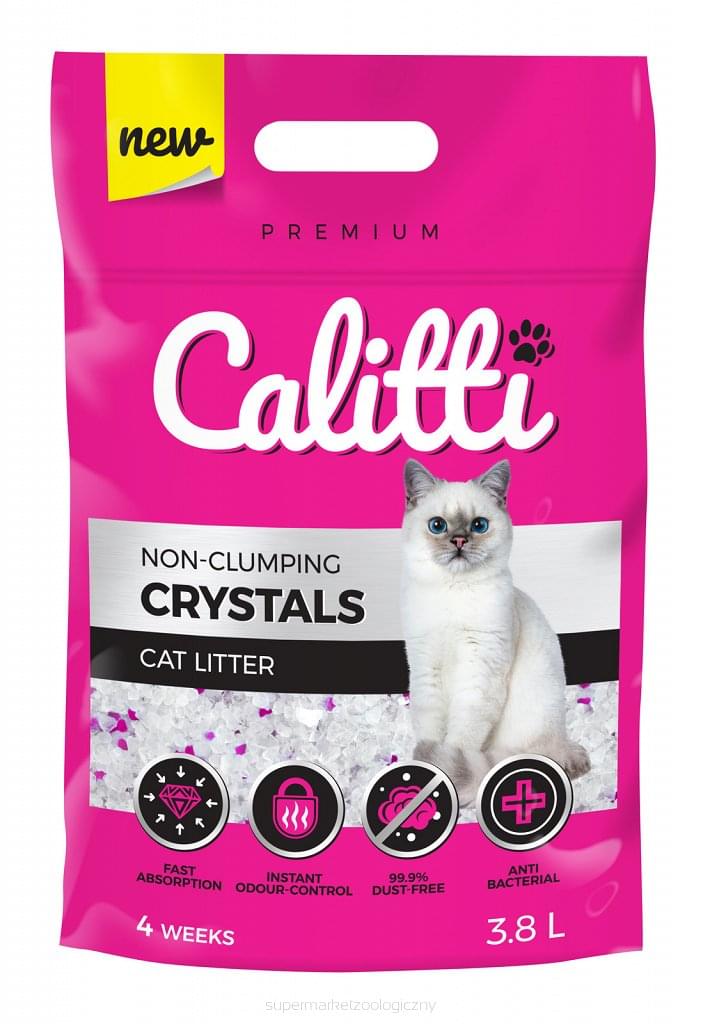 new
PREMIUM
Calitti
NON-CLUMPING
CRYSTALS
CAT LITTER
FAST
ABSORPTION
INSTANT
ODOUR-CONTROL
99.9%
DUST-FREE
ANTI
BACTERIAL
4 WEEKS
3.8 L
supermarketzoologiczny